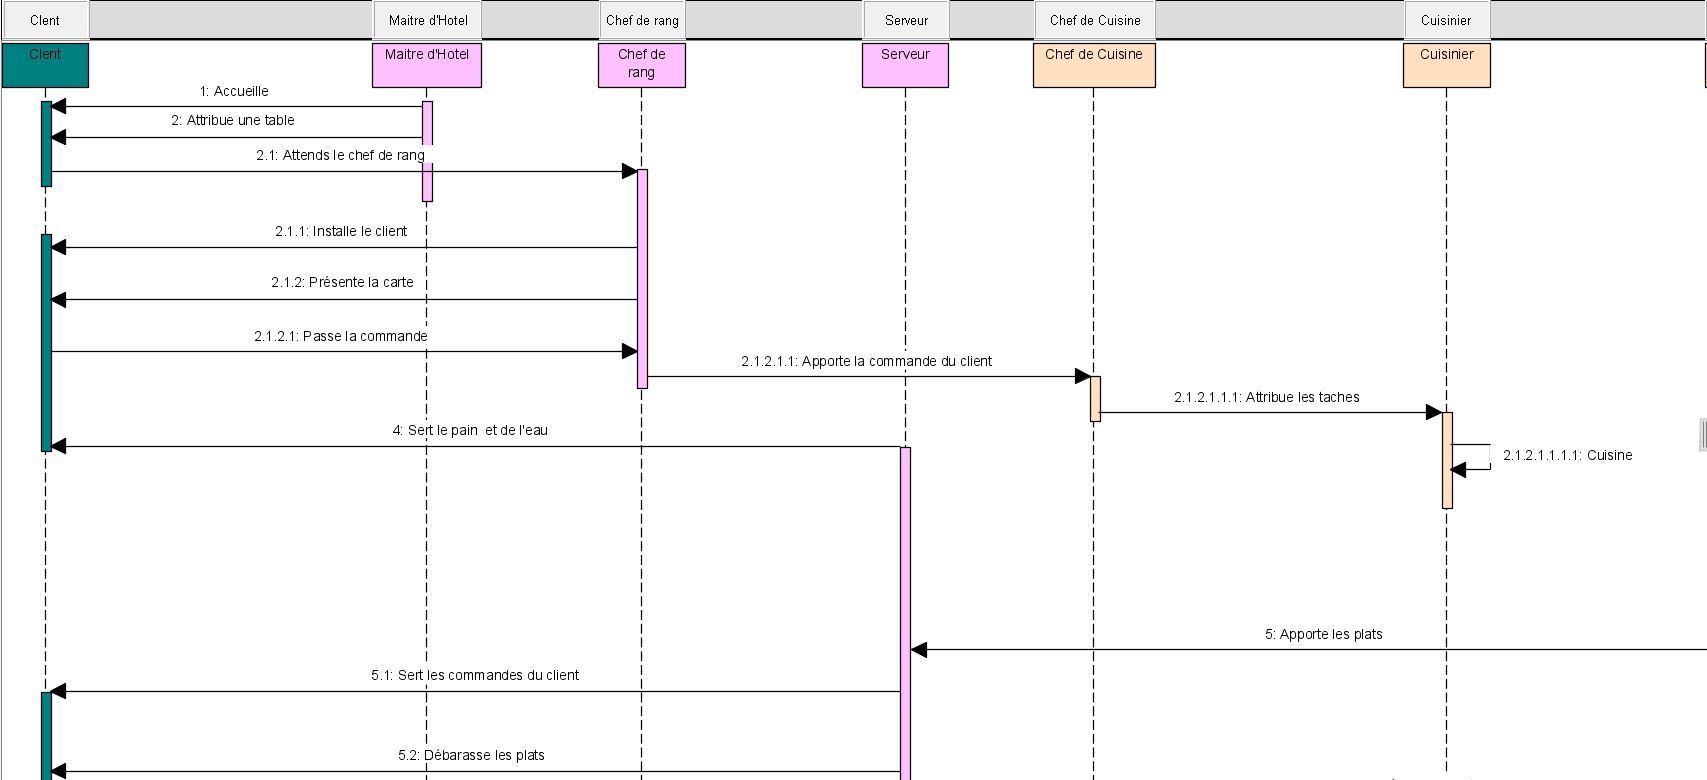 Clent
Maitre d'Hotel
Chef de rang
Serveur
Chef de Cuisine
Cuisinier
Clent
Maitre d'Hotel
Chef de
rang
Serveur
Chef de Cuisine
Cuisinier
1: Accueille
2: Attribue une table
2.1: Attends le chef de rang
2.1.1: Installe le client
2.1.2: Présente la carte
2.1.2.1: Passe la commande
2.1.2.1.1: Apporte la commande du client
2.1.2.1.1.1: Attribue les taches
4: Sert le pain et de l'eau
2.1.2.1.1.1.1: Cuisine
5: Apporte les plats
5.1: Sert les commandes du client
5.2: Débarasse les plats